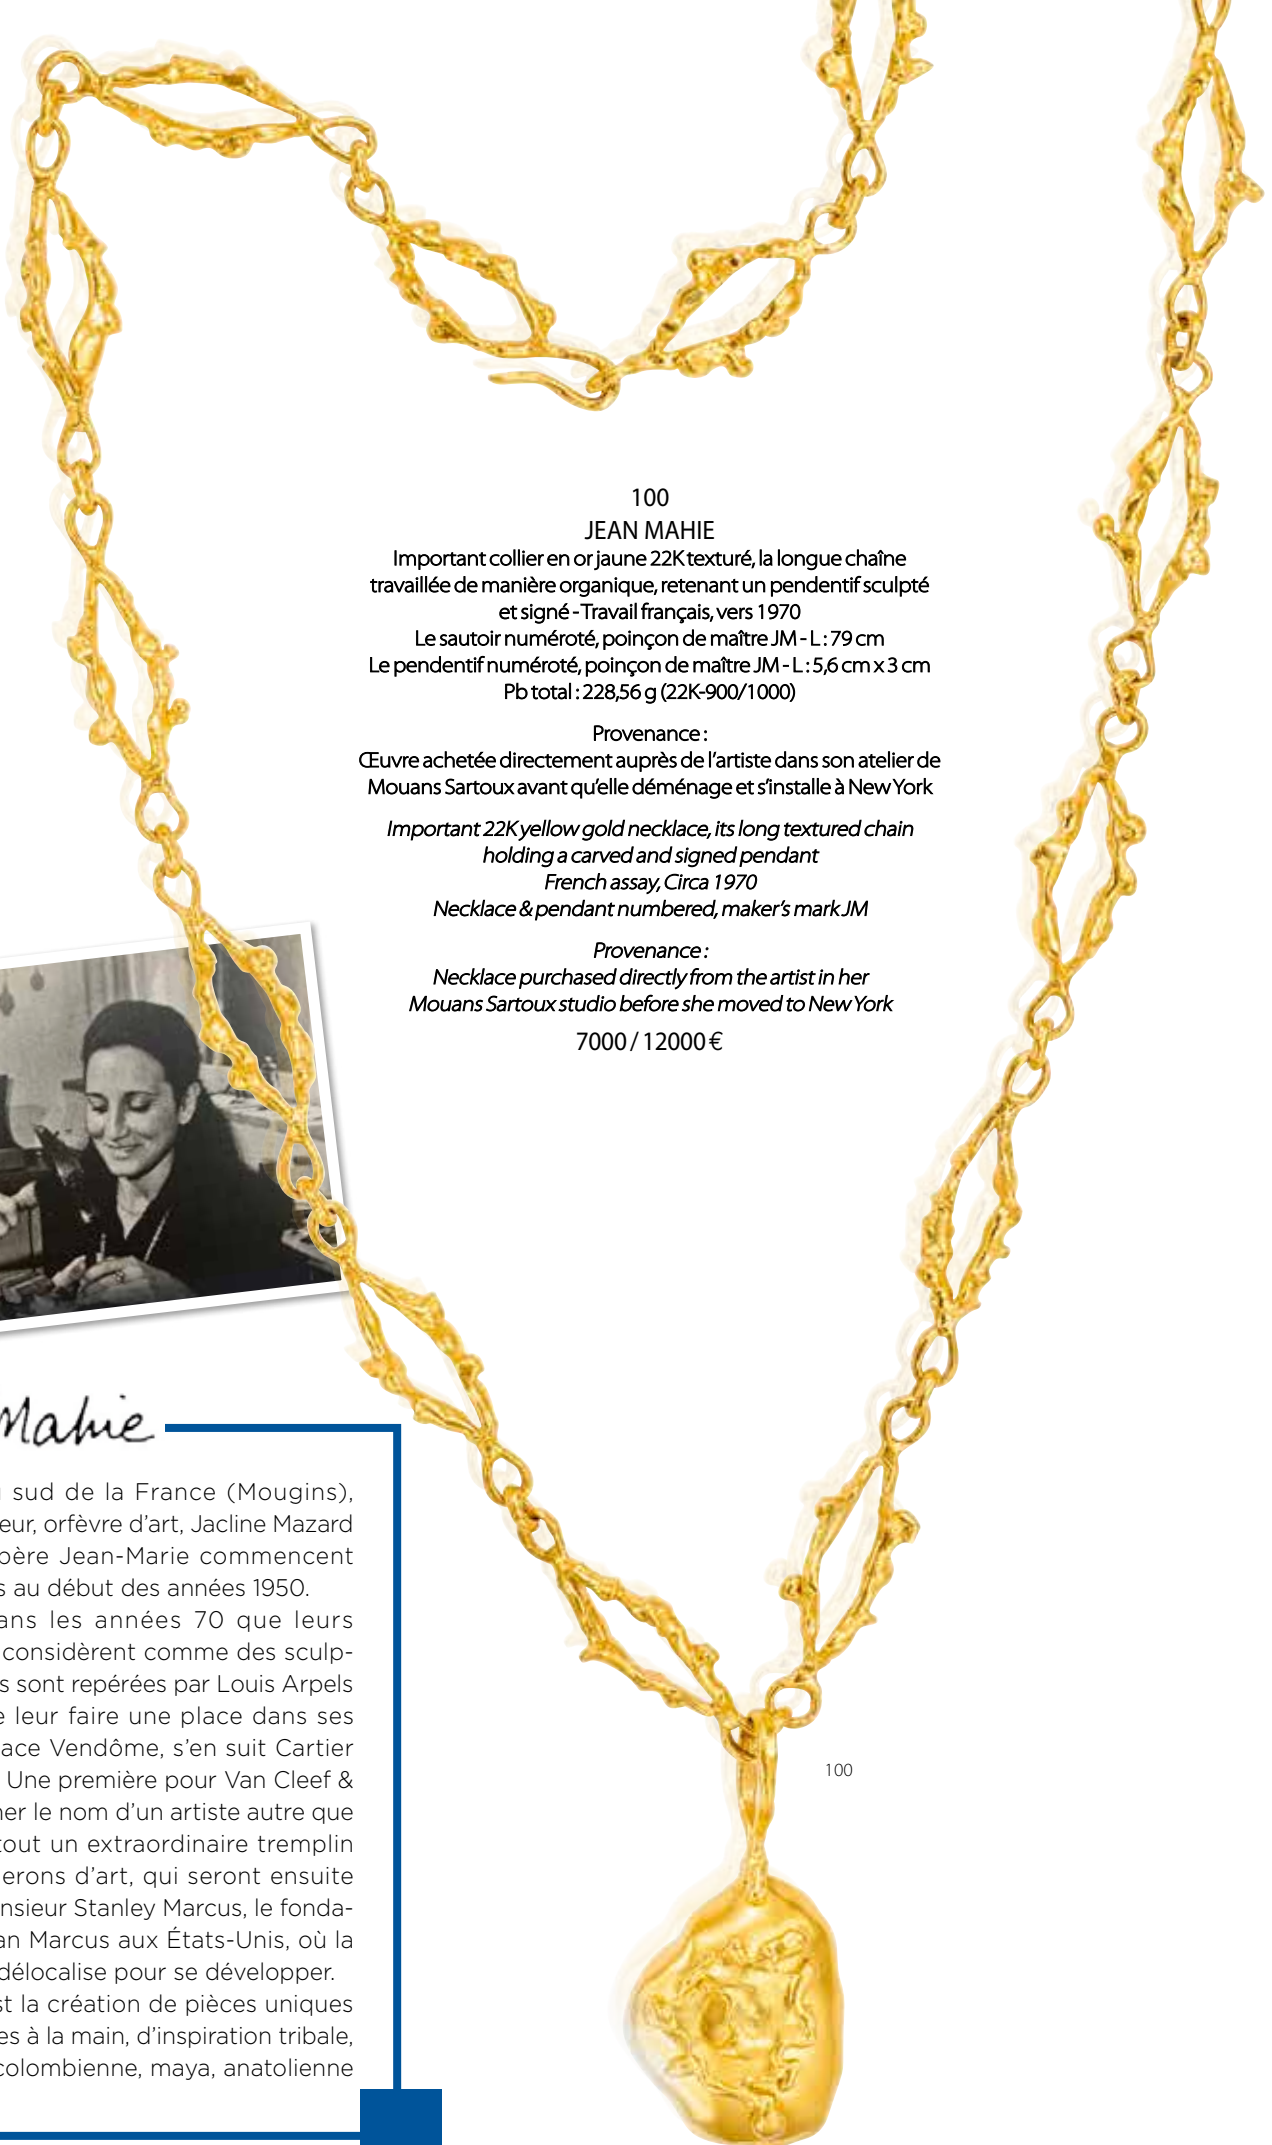 100
JEAN MAHIE
Important collier en or jaune 22K texturé, la longue chaîne
travaillée de manière organique, retenant un pendentif sculpté
et signé - Travail français, vers 1970
Le sautoir numéroté, poinçon de maître JM - L : 79 cm
Le pendentif numéroté, poinçon de maître JM - L : 5,6 cm x 3 cm
Pb total : 228,56 g (22K-900/1000)
Provenance :
Œuvre achetée directement auprès de l’artiste dans son atelier de
Mouans Sartoux avant qu’elle déménage et s’installe à New York
Important 22K yellow gold necklace, its long textured chain
holding a carved and signed pendant
French assay, Circa 1970
Necklace & pendant numbered, maker’s mark JM
Provenance :
Necklace purchased directly from the artist in her
Mouans Sartoux studio before she moved to New York
7000 / 12000 €
Mahie
sud de la France (Mougins),
eur, orfèvre d’art, Jacline Mazard
père Jean-Marie commencent
s au début des années 1950.
ans les années 70 que leurs
considèrent comme des sculp-
s sont repérées par Louis Arpels
e leur faire une place dans ses
ace Vendôme, s’en suit Cartier
Une première pour Van Cleef &
ner le nom d’un artiste autre que
tout un extraordinaire tremplin
erons d’art, qui seront ensuite
nsieur Stanley Marcus, le fonda-
an Marcus aux États-Unis, où la
délocalise pour se développer.
st la création de pièces uniques
es à la main, d’inspiration tribale,
colombienne, maya, anatolienne
100